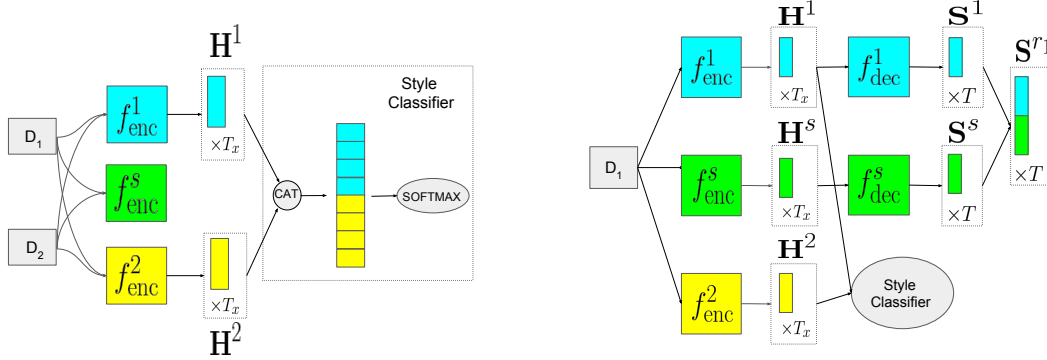 H¹
Style
Classifier
f¹enc
×Tₓ
D₁
fˢenc
CAT
SOFTMAX
D₂
f²enc
×Tₓ
H²
H¹
S¹
Sʳ¹
f¹enc
×Tₓ
f¹dec
×T
Hˢ
Sˢ
D₁
fˢenc
×Tₓ
fˢdec
×T
×T
H²
f²enc
×Tₓ
Style
Classifier